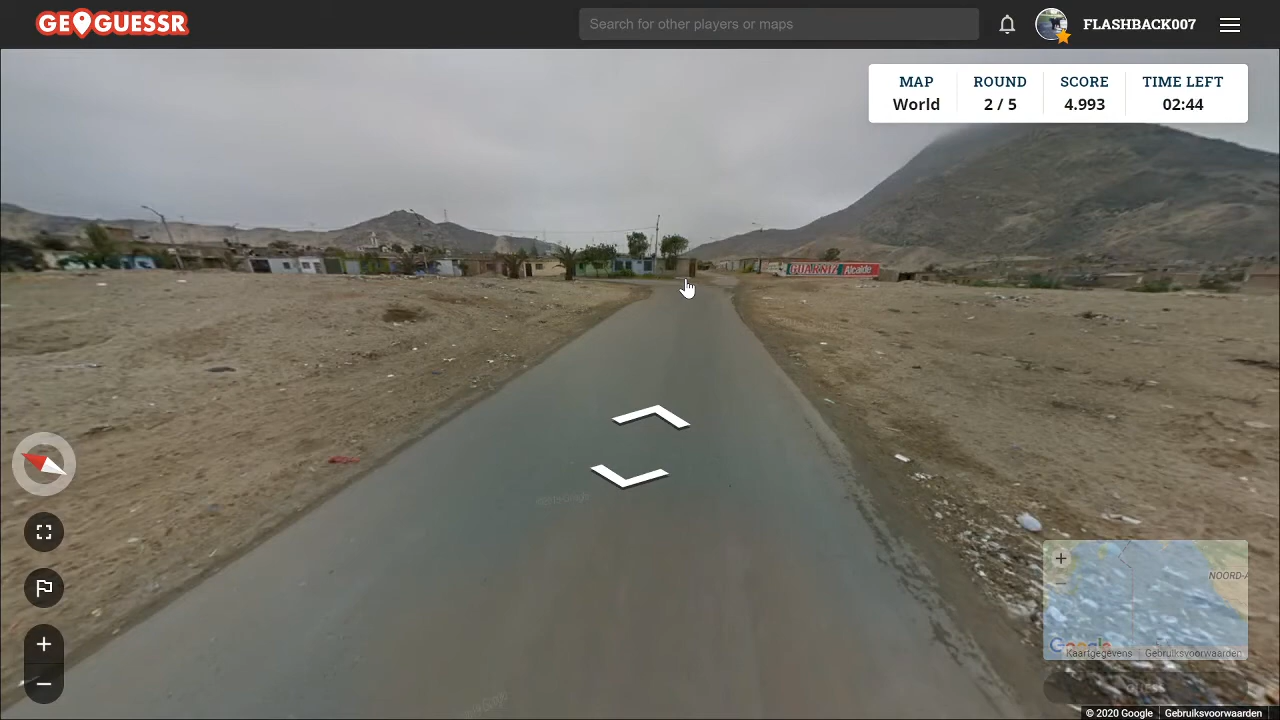 GEOGUESSR
Search for other players or maps
FLASHBACK007
MAP ROUND SCORE TIME LEFT
World 2 / 5 4.993 02:44
Alcalde
NOORD-A
Google
Kaartgegevens Gebruiksvoorwaarden
© 2020 Google Gebruiksvoorwaarden